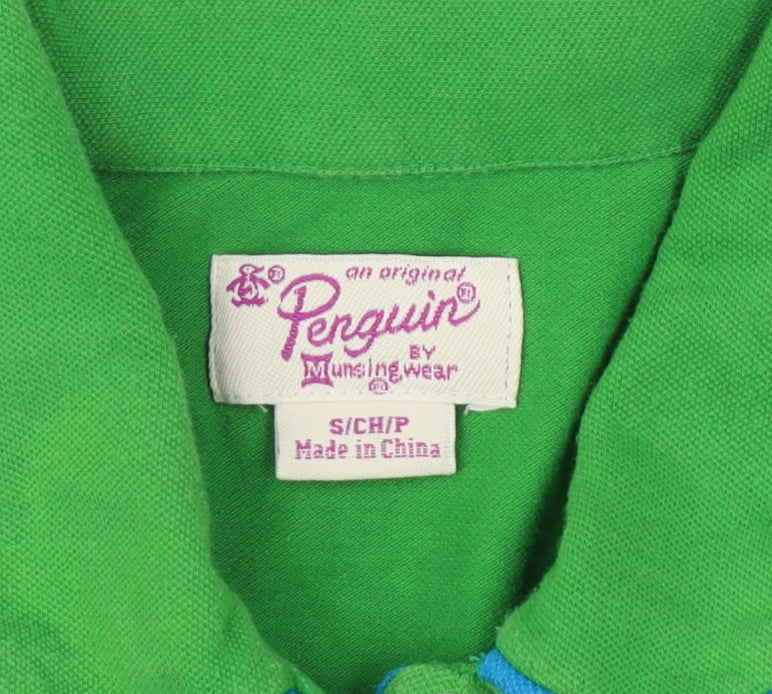 an original
Penguin®
BY
Munsingwear
®
S/CH/P
Made in China